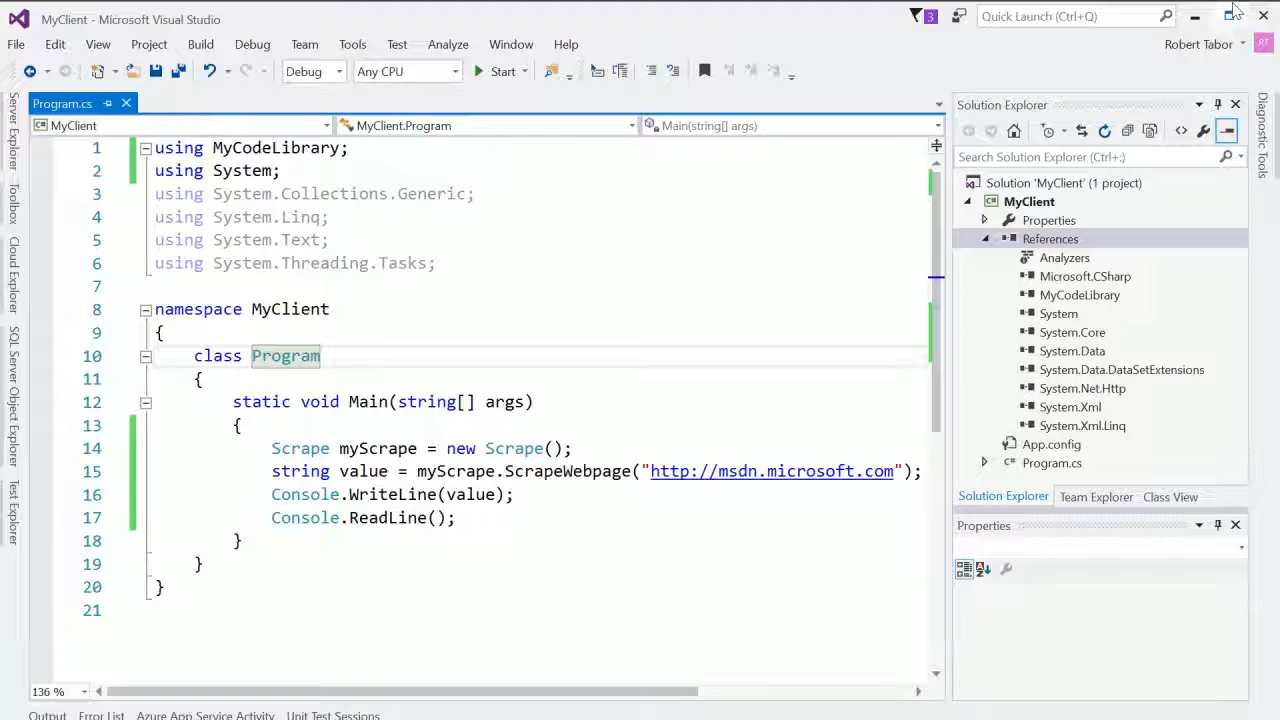 MyClient - Microsoft Visual Studio
3
Quick Launch (Ctrl+Q)
File Edit View Project Build Debug Team Tools Test Analyze Window Help
Robert Tabor
RT
Debug Any CPU Start
Server Explorer
Toolbox
Cloud Explorer
SQL Server Object Explorer
Test Explorer
Program.cs
MyClient MyClient.Program Main(string[] args)
1 using MyCodeLibrary;
2 using System;
3 using System.Collections.Generic;
4 using System.Linq;
5 using System.Text;
6 using System.Threading.Tasks;
7
8 namespace MyClient
9 {
10 class Program
11 {
12 static void Main(string[] args)
13 {
14 Scrape myScrape = new Scrape();
15 string value = myScrape.ScrapeWebpage("http://msdn.microsoft.com");
16 Console.WriteLine(value);
17 Console.ReadLine();
18 }
19 }
20 }
21
136 %
Solution Explorer
Search Solution Explorer (Ctrl+;)
Solution 'MyClient' (1 project)
MyClient
Properties
References
Analyzers
Microsoft.CSharp
MyCodeLibrary
System
System.Core
System.Data
System.Data.DataSetExtensions
System.Net.Http
System.Xml
System.Xml.Linq
App.config
C# Program.cs
Solution Explorer Team Explorer Class View
Properties
Diagnostic Tools
Output Error List Azure App Service Activity Unit Test Sessions